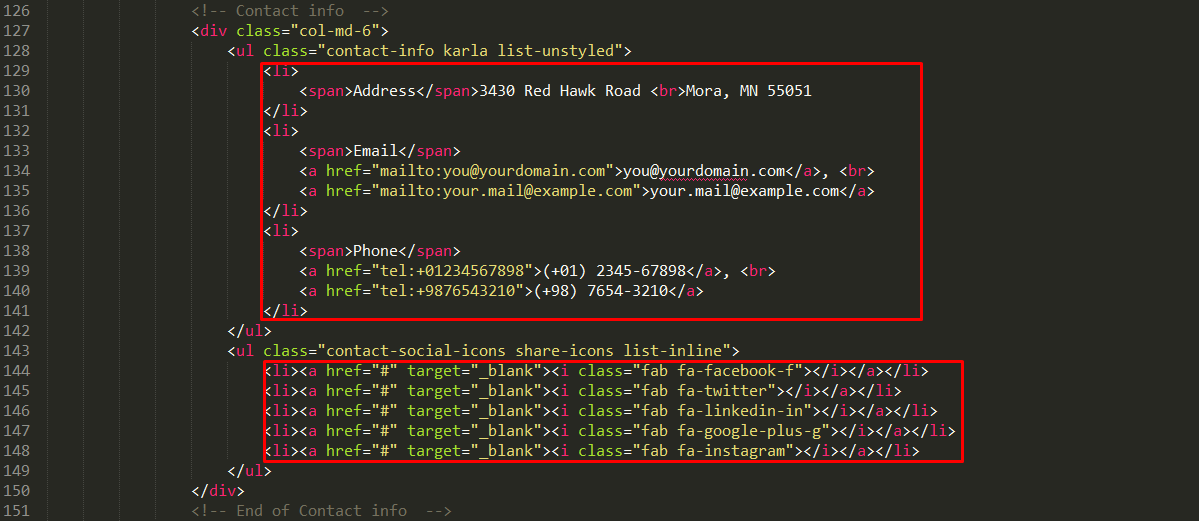 126 <!-- Contact info  -->
127 <div class="col-md-6">
128 <ul class="contact-info karla list-unstyled">
129 <li>
130 <span>Address</span>3430 Red Hawk Road <br>Mora, MN 55051
131 </li>
132 <li>
133 <span>Email</span>
134 <a href="mailto:you@yourdomain.com">you@yourdomain.com</a>, <br>
135 <a href="mailto:your.mail@example.com">your.mail@example.com</a>
136 </li>
137 <li>
138 <span>Phone</span>
139 <a href="tel:+01234567898">(+01) 2345-67898</a>, <br>
140 <a href="tel:+9876543210">(+98) 7654-3210</a>
141 </li>
142 </ul>
143 <ul class="contact-social-icons share-icons list-inline">
144 <li><a href="#" target="_blank"><i class="fab fa-facebook-f"></i></a></li>
145 <li><a href="#" target="_blank"><i class="fab fa-twitter"></i></a></li>
146 <li><a href="#" target="_blank"><i class="fab fa-linkedin-in"></i></a></li>
147 <li><a href="#" target="_blank"><i class="fab fa-google-plus-g"></i></a></li>
148 <li><a href="#" target="_blank"><i class="fab fa-instagram"></i></a></li>
149 </ul>
150 </div>
151 <!-- End of Contact info  -->